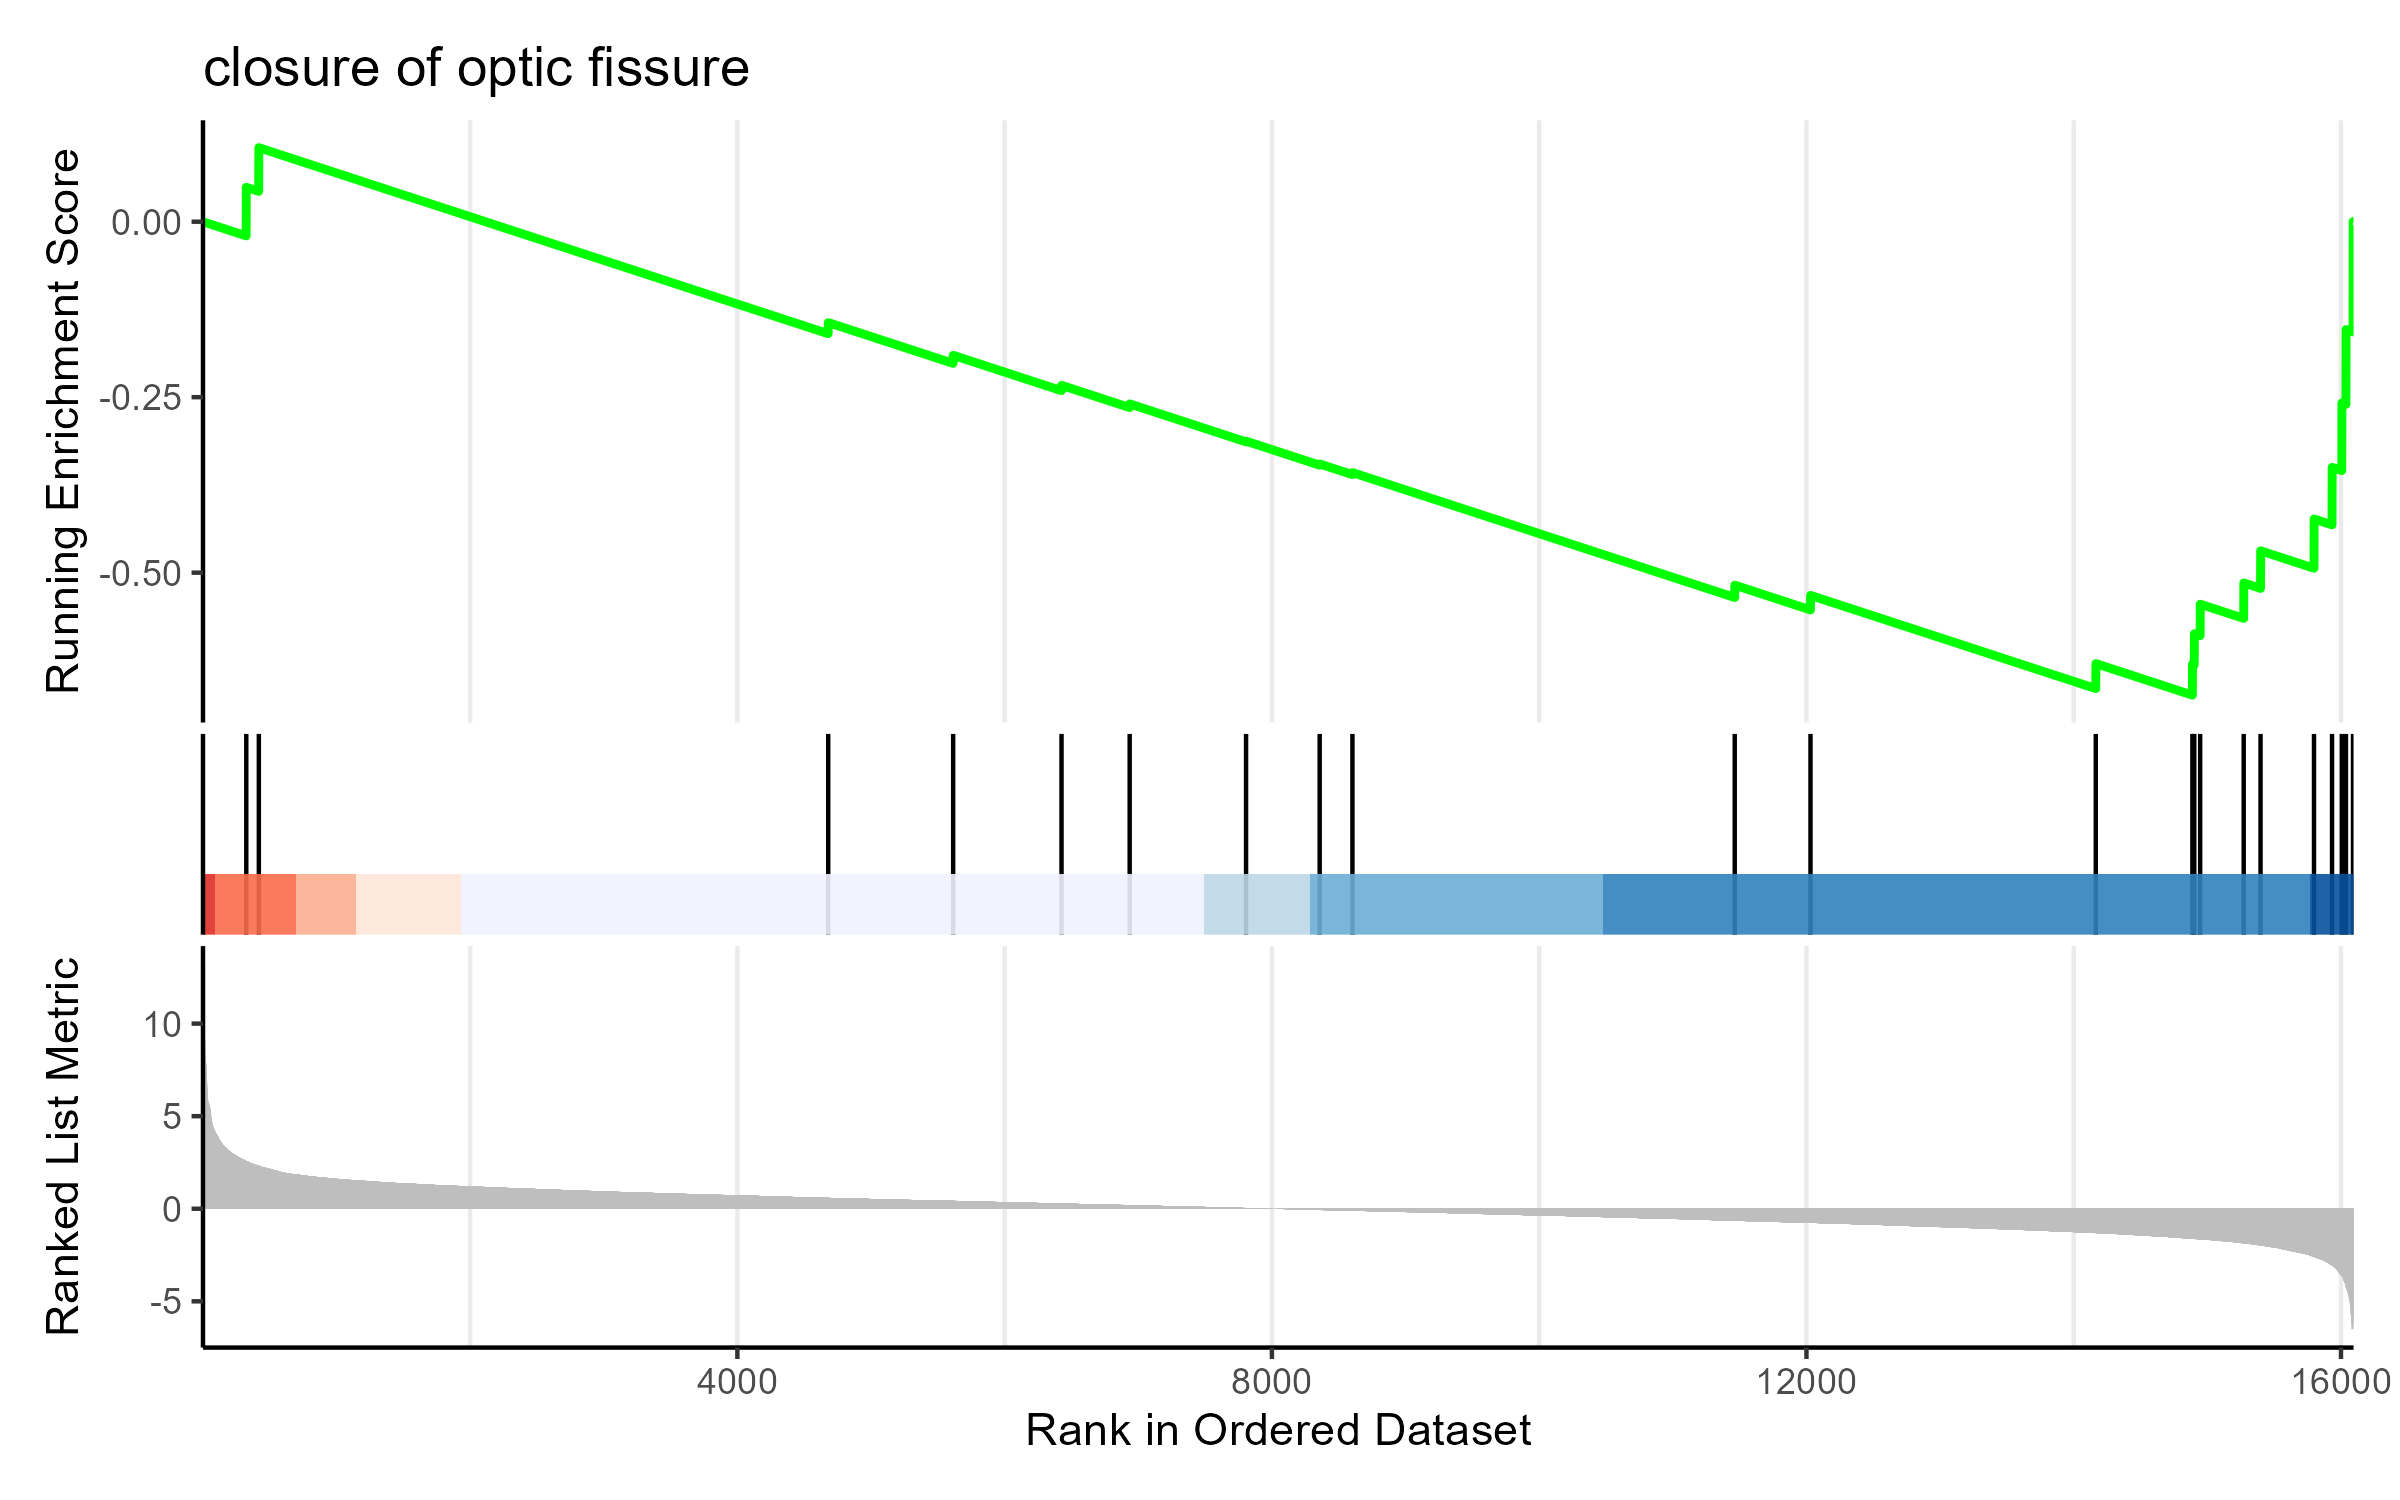 closure of optic fissure
Running Enrichment Score
0.00
-0.25
-0.50
Ranked List Metric
10
5
0
-5
4000
8000
12000
16000
Rank in Ordered Dataset